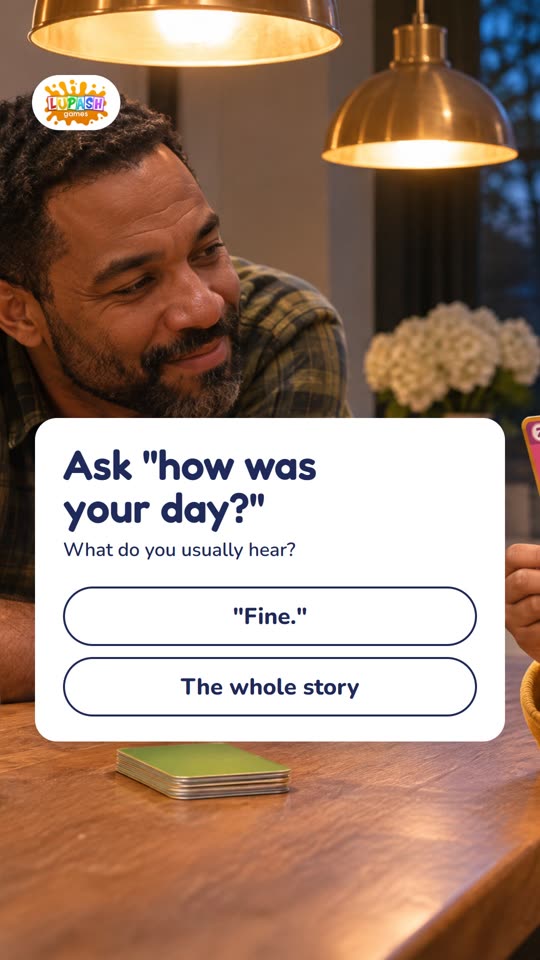 LUPASH
games
Ask "how was
your day?"
What do you usually hear?
"Fine."
The whole story